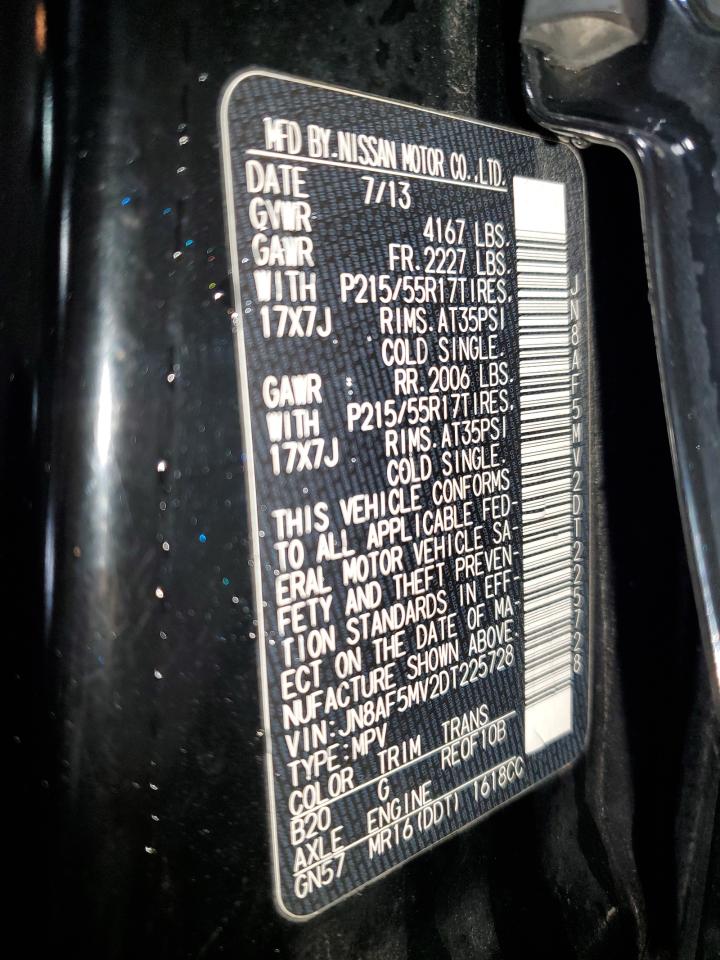 MFD BY.NISSAN MOTOR CO.,LTD.
DATE 7/13
GVWR 4167 LBS.
GAWR FR.2227 LBS.
WITH P215/55R17TIRES.
17X7J RIMS.AT35PSI
COLD SINGLE.
GAWR : RR.2006 LBS.
WITH P215/55R17TIRES.
17X7J RIMS.AT35PSI
COLD SINGLE.
THIS VEHICLE CONFORMS
TO ALL APPLICABLE FED-
ERAL MOTOR VEHICLE SA
FETY AND THEFT PREVEN-
TION STANDARDS IN EFF-
ECT ON THE DATE OF MA-
NUFACTURE SHOWN ABOVE
VIN:JN8AF5MV2DT225728
TYPE:MPV
COLOR TRIM TRANS
B20 G RE0F10B
AXLE ENGINE
GN57 MR16(DDT) 1618CC
JN8AF5MV2DT225728